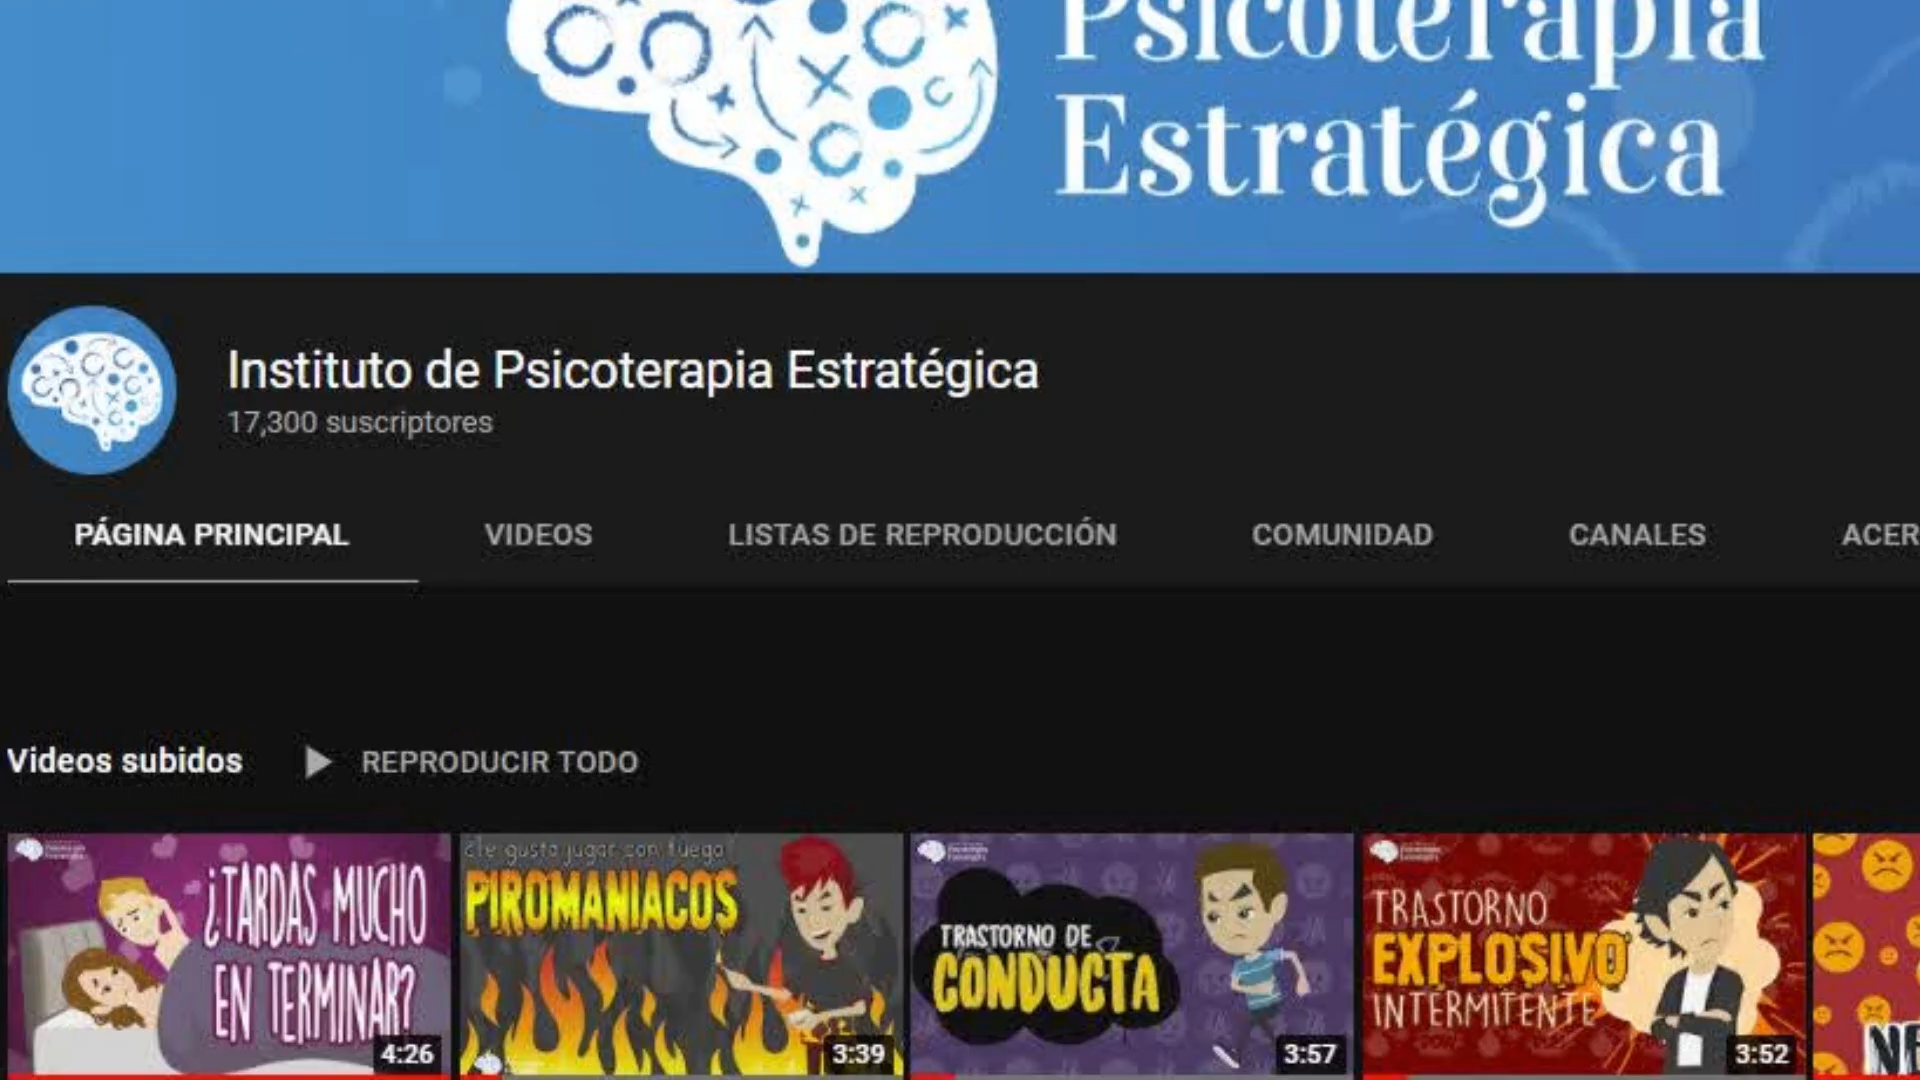 Psicoterapia
Estratégica
Instituto de Psicoterapia Estratégica
17,300 suscriptores
PÁGINA PRINCIPAL
VIDEOS
LISTAS DE REPRODUCCIÓN
COMUNIDAD
CANALES
ACER
Videos subidos
REPRODUCIR TODO
¿TARDAS MUCHO
EN TERMINAR?
4:26
¿Te gusta jugar con fuego?
PIROMANIACOS
3:39
TRASTORNO DE
CONDUCTA
3:57
TRASTORNO
EXPLOSIVO
INTERMITENTE
3:52